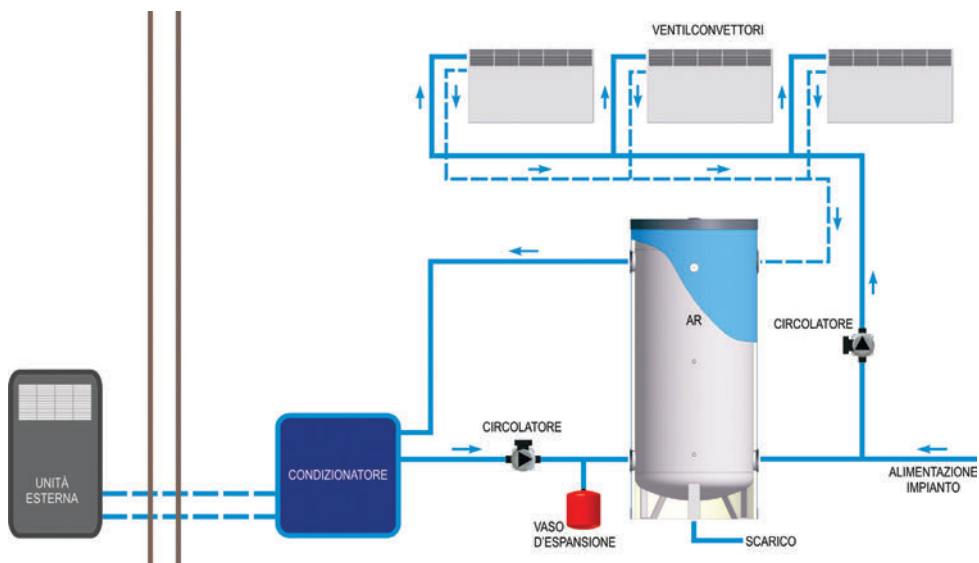 VENTILCONVETTORI
AR
CIRCOLATORE
CIRCOLATORE
UNITÀ
ESTERNA
CONDIZIONATORE
ALIMENTAZIONE
IMPIANTO
VASO
D'ESPANSIONE
SCARICO